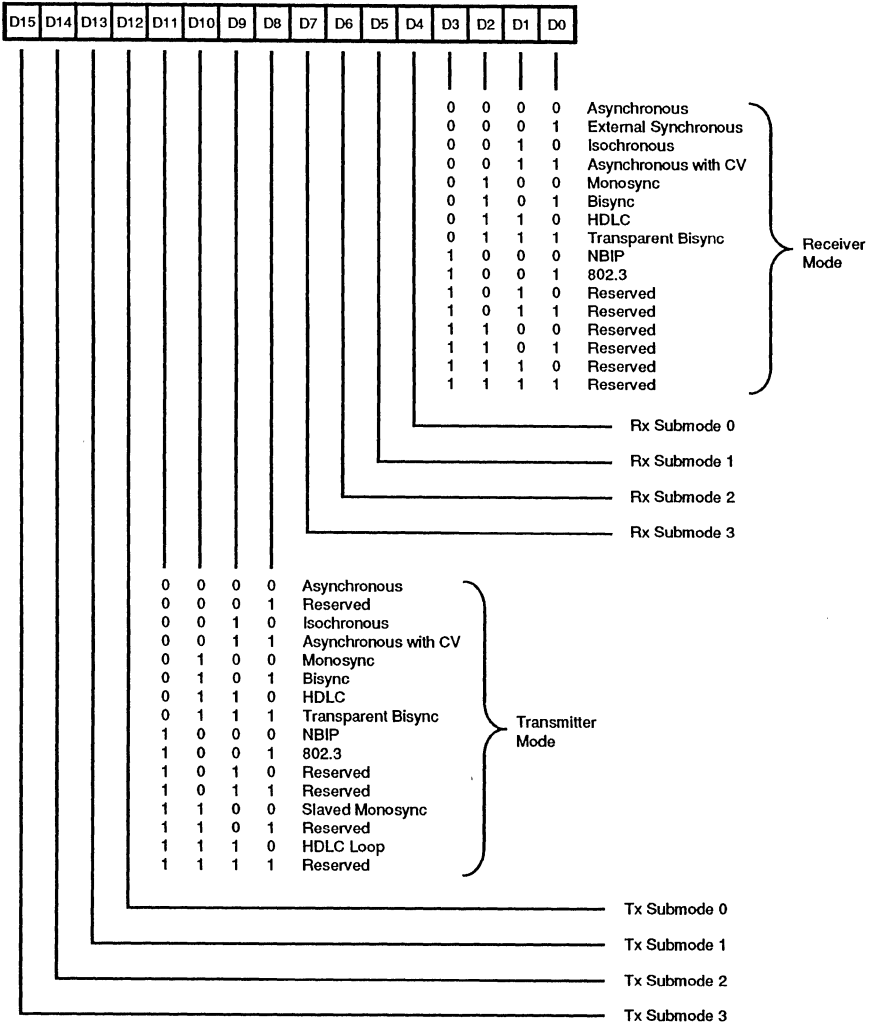 D15 D14 D13 D12 D11 D10 D9 D8 D7 D6 D5 D4 D3 D2 D1 D0
0 0 0 0 Asynchronous
0 0 0 1 External Synchronous
0 0 1 0 Isochronous
0 0 1 1 Asynchronous with CV
0 1 0 0 Monosync
0 1 0 1 Bisync
0 1 1 0 HDLC
0 1 1 1 Transparent Bisync
1 0 0 0 NBIP
1 0 0 1 802.3
1 0 1 0 Reserved
1 0 1 1 Reserved
1 1 0 0 Reserved
1 1 0 1 Reserved
1 1 1 0 Reserved
1 1 1 1 Reserved
Receiver
Mode
Rx Submode 0
Rx Submode 1
Rx Submode 2
Rx Submode 3
0 0 0 0 Asynchronous
0 0 0 1 Reserved
0 0 1 0 Isochronous
0 0 1 1 Asynchronous with CV
0 1 0 0 Monosync
0 1 0 1 Bisync
0 1 1 0 HDLC
0 1 1 1 Transparent Bisync
1 0 0 0 NBIP
1 0 0 1 802.3
1 0 1 0 Reserved
1 0 1 1 Reserved
1 1 0 0 Slaved Monosync
1 1 0 1 Reserved
1 1 1 0 HDLC Loop
1 1 1 1 Reserved
Transmitter
Mode
Tx Submode 0
Tx Submode 1
Tx Submode 2
Tx Submode 3